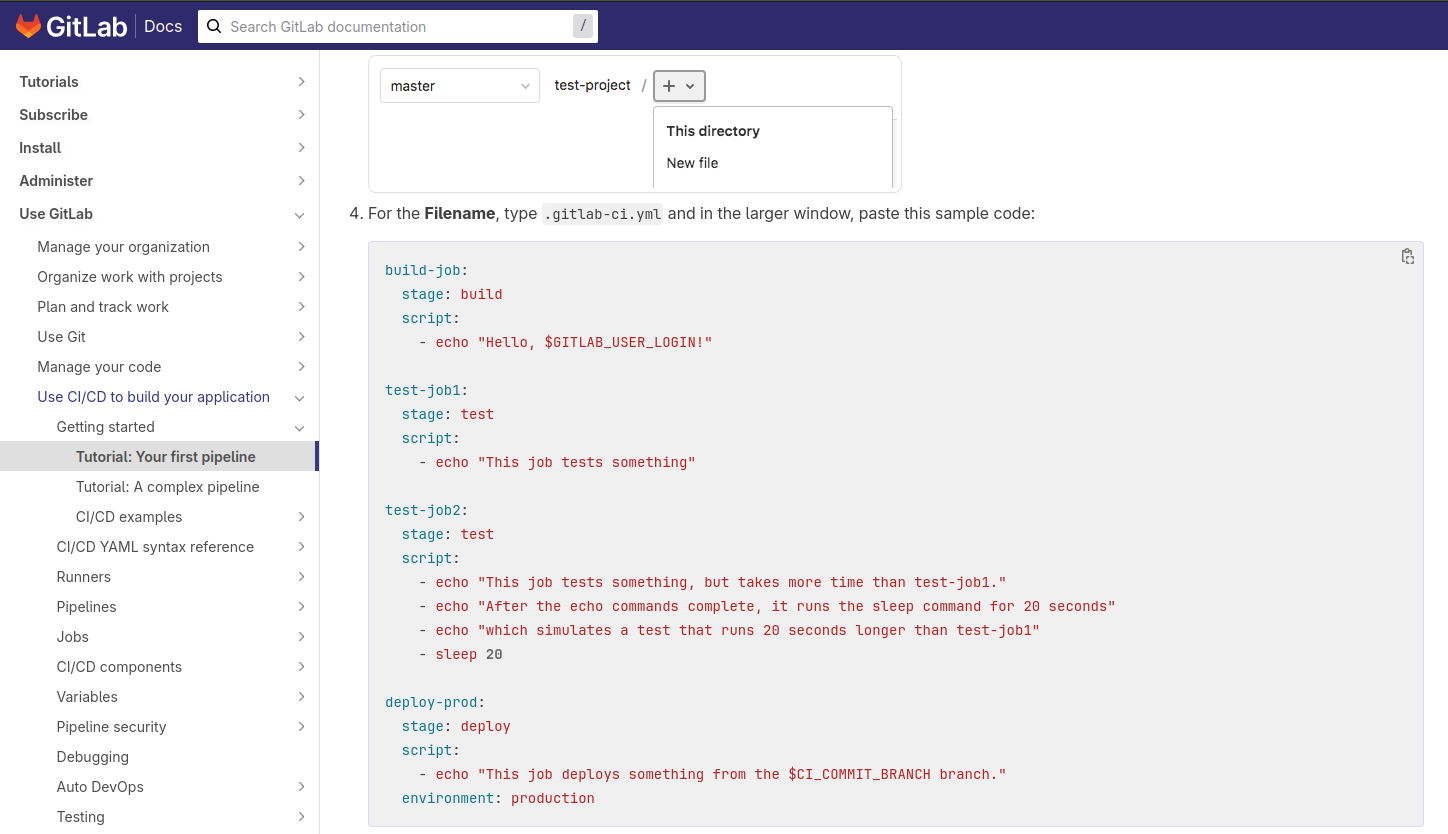 GitLab Docs Search GitLab documentation /
Tutorials
Subscribe
Install
Administer
Use GitLab
Manage your organization
Organize work with projects
Plan and track work
Use Git
Manage your code
Use CI/CD to build your application
Getting started
Tutorial: Your first pipeline
Tutorial: A complex pipeline
CI/CD examples
CI/CD YAML syntax reference
Runners
Pipelines
Jobs
CI/CD components
Variables
Pipeline security
Debugging
Auto DevOps
Testing
master test-project / +
This directory
New file
4. For the Filename, type .gitlab-ci.yml and in the larger window, paste this sample code:
build-job:
  stage: build
  script:
    - echo "Hello, $GITLAB_USER_LOGIN!"
test-job1:
  stage: test
  script:
    - echo "This job tests something"
test-job2:
  stage: test
  script:
    - echo "This job tests something, but takes more time than test-job1."
    - echo "After the echo commands complete, it runs the sleep command for 20 seconds"
    - echo "which simulates a test that runs 20 seconds longer than test-job1"
    - sleep 20
deploy-prod:
  stage: deploy
  script:
    - echo "This job deploys something from the $CI_COMMIT_BRANCH branch."
  environment: production